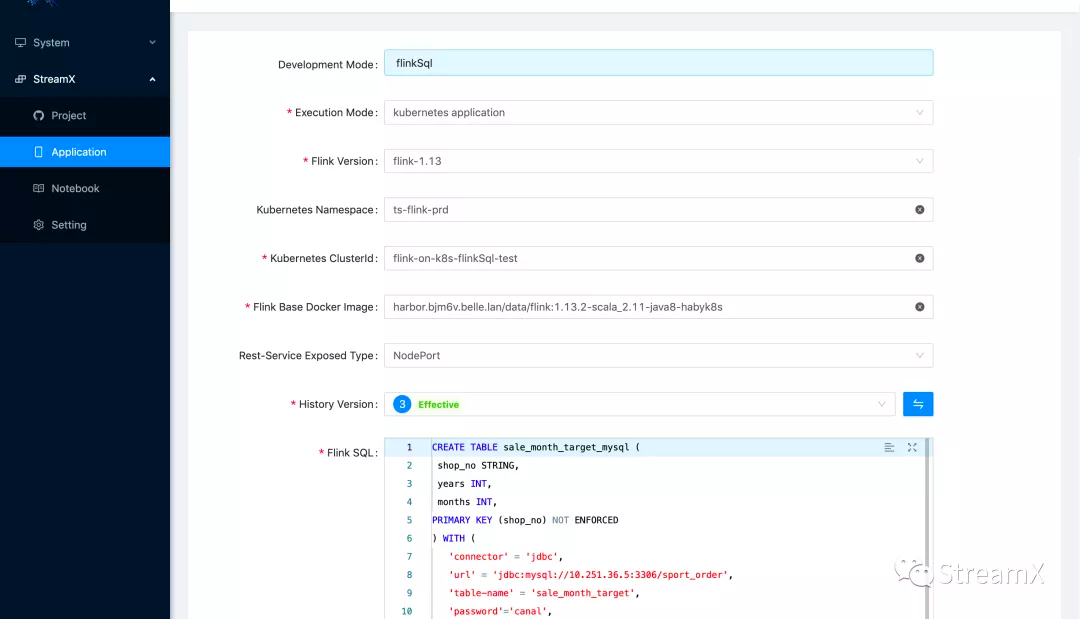 System
StreamX
Project
Application
Notebook
Setting
Development Mode: flinkSql
* Execution Mode: kubernetes application
* Flink Version: flink-1.13
Kubernetes Namespace: ts-flink-prd
* Kubernetes ClusterId: flink-on-k8s-flinkSql-test
* Flink Base Docker Image: harbor.bjm6v.belle.lan/data/flink:1.13.2-scala_2.11-java8-habyk8s
Rest-Service Exposed Type: NodePort
* History Version: 3 Effective
* Flink SQL:
1 CREATE TABLE sale_month_target_mysql (
2 shop_no STRING,
3 years INT,
4 months INT,
5 PRIMARY KEY (shop_no) NOT ENFORCED
6 ) WITH (
7 'connector' = 'jdbc',
8 'url' = 'jdbc:mysql://10.251.36.5:3306/sport_order',
9 'table-name' = 'sale_month_target',
10 'password'='canal',
StreamX